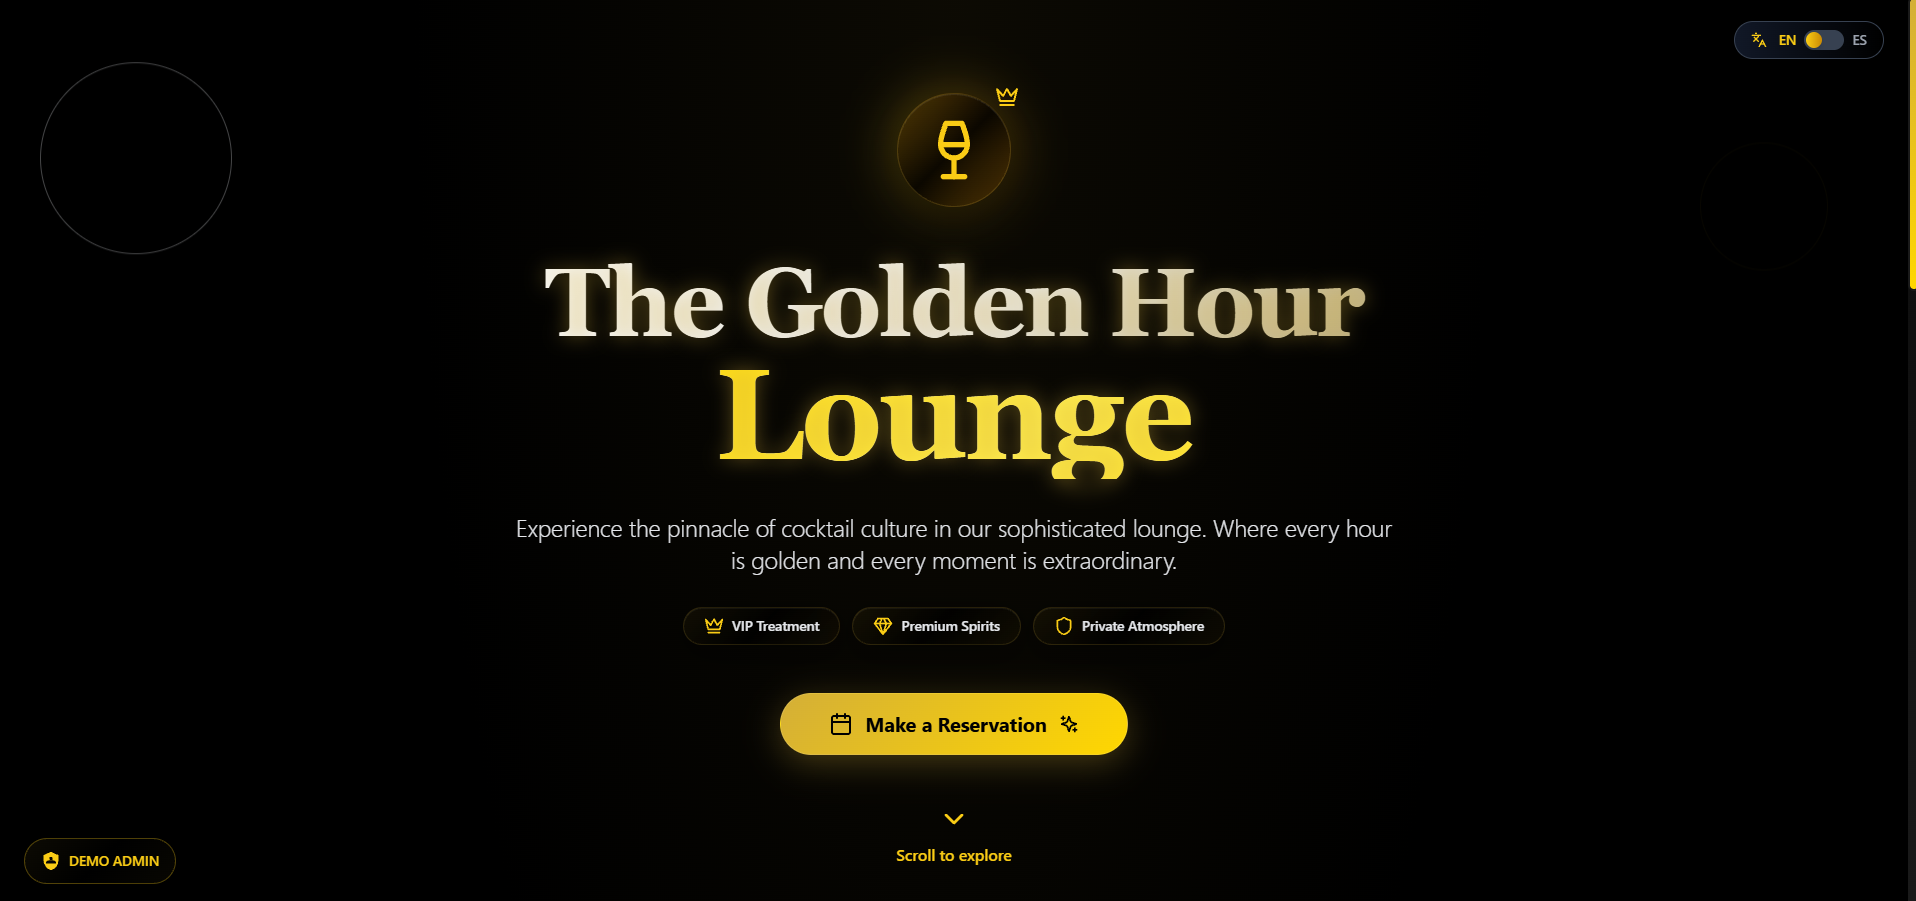 EN ES
The Golden Hour
Lounge
Experience the pinnacle of cocktail culture in our sophisticated lounge. Where every hour
is golden and every moment is extraordinary.
VIP Treatment
Premium Spirits
Private Atmosphere
Make a Reservation
Scroll to explore
DEMO ADMIN